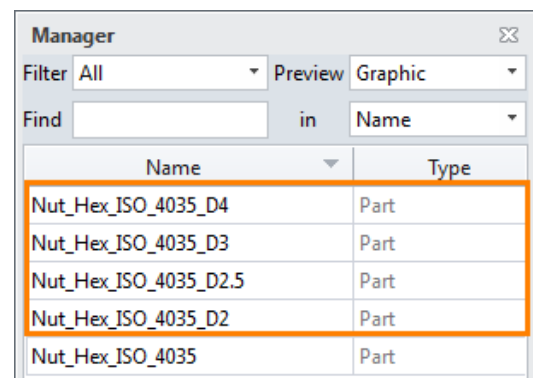 Manager
Filter All Preview Graphic
Find in Name
Name Type
Nut_Hex_ISO_4035_D4 Part
Nut_Hex_ISO_4035_D3 Part
Nut_Hex_ISO_4035_D2.5 Part
Nut_Hex_ISO_4035_D2 Part
Nut_Hex_ISO_4035 Part